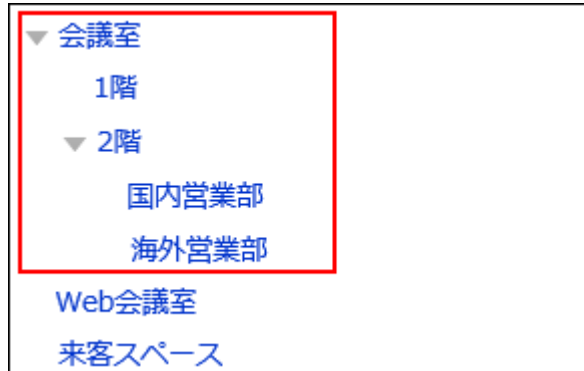 会議室
1階
2階
国内営業部
海外営業部
Web会議室
来客スペース